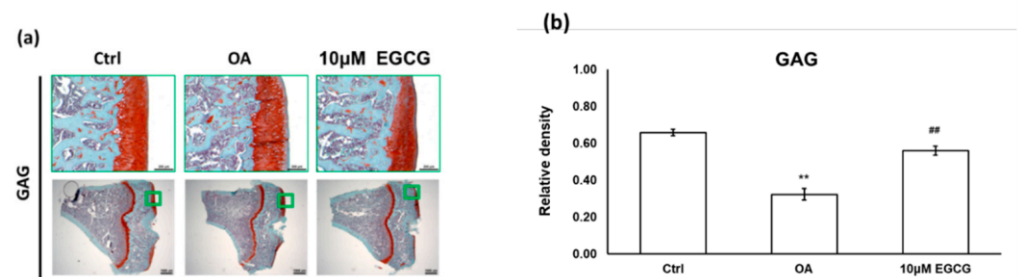 (a)
Ctrl OA 10μM EGCG
GAG
(b)
GAG
Relative density
1.00
0.80
0.60
0.40
0.20
0.00
**
##
Ctrl OA 10μM EGCG